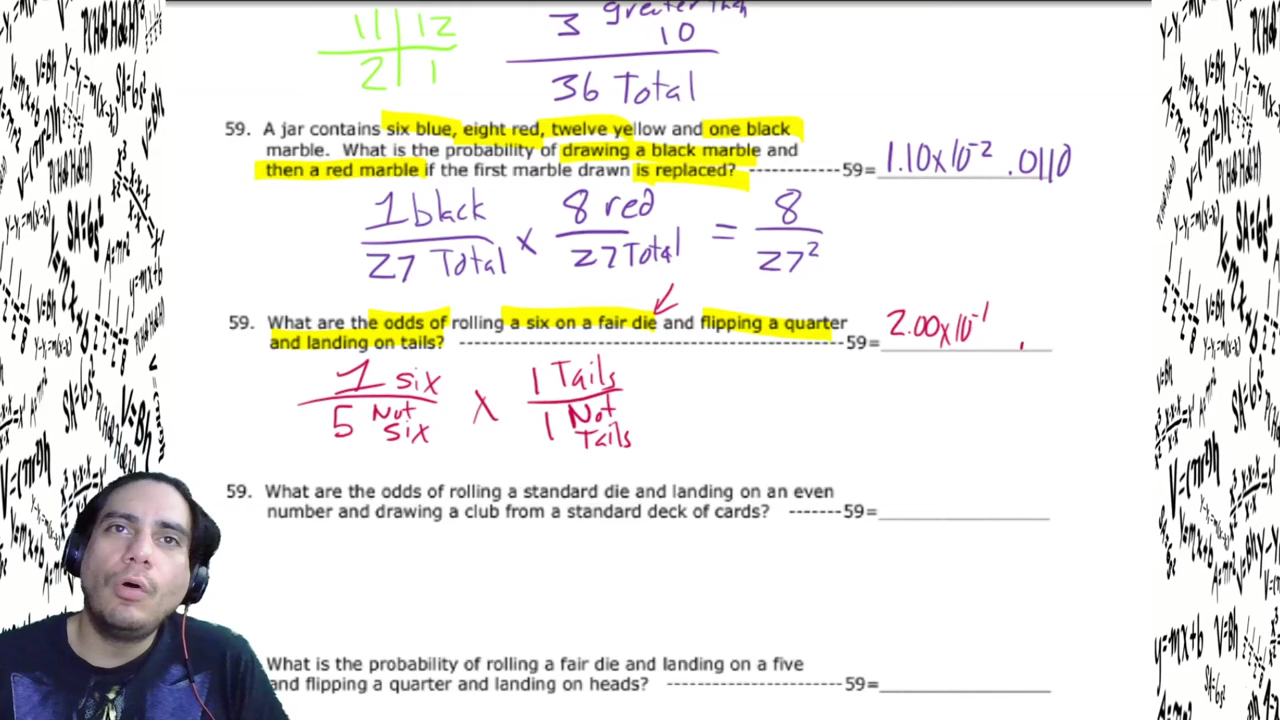 11 12
2 1
3 greater than 10
36 Total
59. A jar contains six blue, eight red, twelve yellow and one black
marble. What is the probability of drawing a black marble and
then a red marble if the first marble drawn is replaced? ------------59=
1.10x10⁻² .0110
1 black
27 Total
x
8 red
27 Total
=
8
27²
59. What are the odds of rolling a six on a fair die and flipping a quarter
and landing on tails? --------------------------------------------------59=
2.00x10⁻¹ .
1 six
5 Not six
x
1 Tails
1 Not Tails
59. What are the odds of rolling a standard die and landing on an even
number and drawing a club from a standard deck of cards? -------59=
What is the probability of rolling a fair die and landing on a five
and flipping a quarter and landing on heads? -----------------------59=